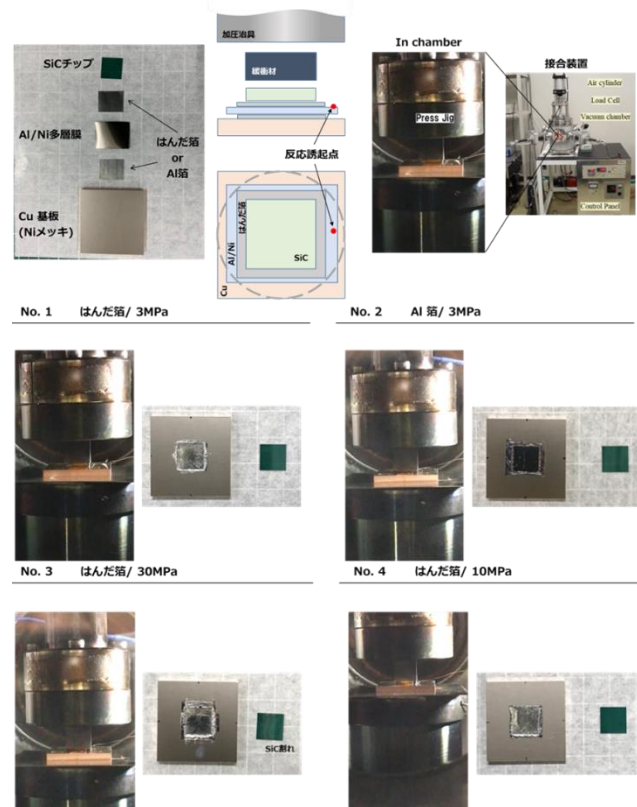 SiCチップ
Al/Ni多層膜
はんだ箔
or
Al箔
Cu 基板
(Niメッキ)
加圧治具
緩衝材
反応誘起点
はんだ箔
Al/Ni
SiC
Cu
In chamber
Press Jig
接合装置
Air cylinder
Load Cell
Vacuum chamber
Control Panel
No. 1 はんだ箔/ 3MPa
No. 2 Al 箔/ 3MPa
No. 3 はんだ箔/ 30MPa
No. 4 はんだ箔/ 10MPa
SiC割れ